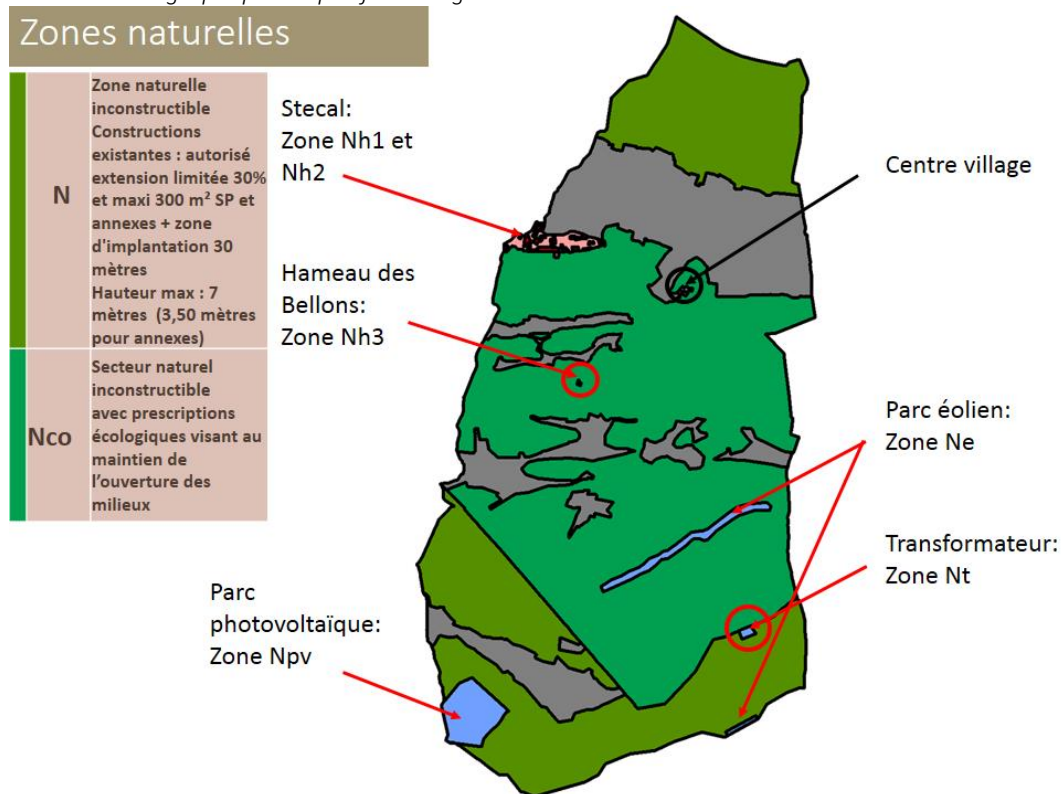 Zones naturelles
N
Zone naturelle
inconstructible
Constructions
existantes : autorisé
extension limitée 30%
et maxi 300 m² SP et
annexes + zone
d'implantation 30
mètres
Hauteur max : 7
mètres (3,50 mètres
pour annexes)
Nco
Secteur naturel
inconstructible
avec prescriptions
écologiques visant au
maintien de
l'ouverture des
milieux
Stecal:
Zone Nh1 et
Nh2
Hameau des
Bellons:
Zone Nh3
Parc
photovoltaïque:
Zone Npv
Centre village
Parc éolien:
Zone Ne
Transformateur:
Zone Nt